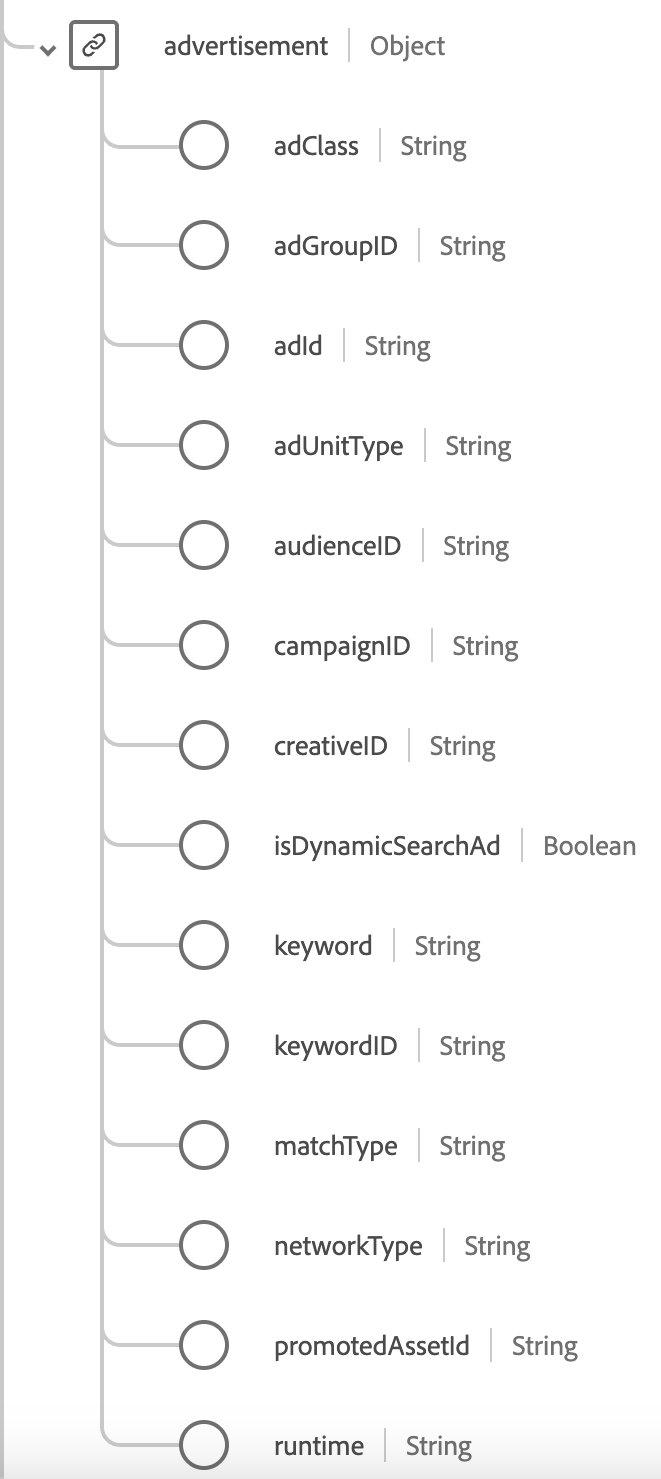 advertisement | Object
adClass | String
adGroupID | String
adId | String
adUnitType | String
audienceID | String
campaignID | String
creativeID | String
isDynamicSearchAd | Boolean
keyword | String
keywordID | String
matchType | String
networkType | String
promotedAssetId | String
runtime | String